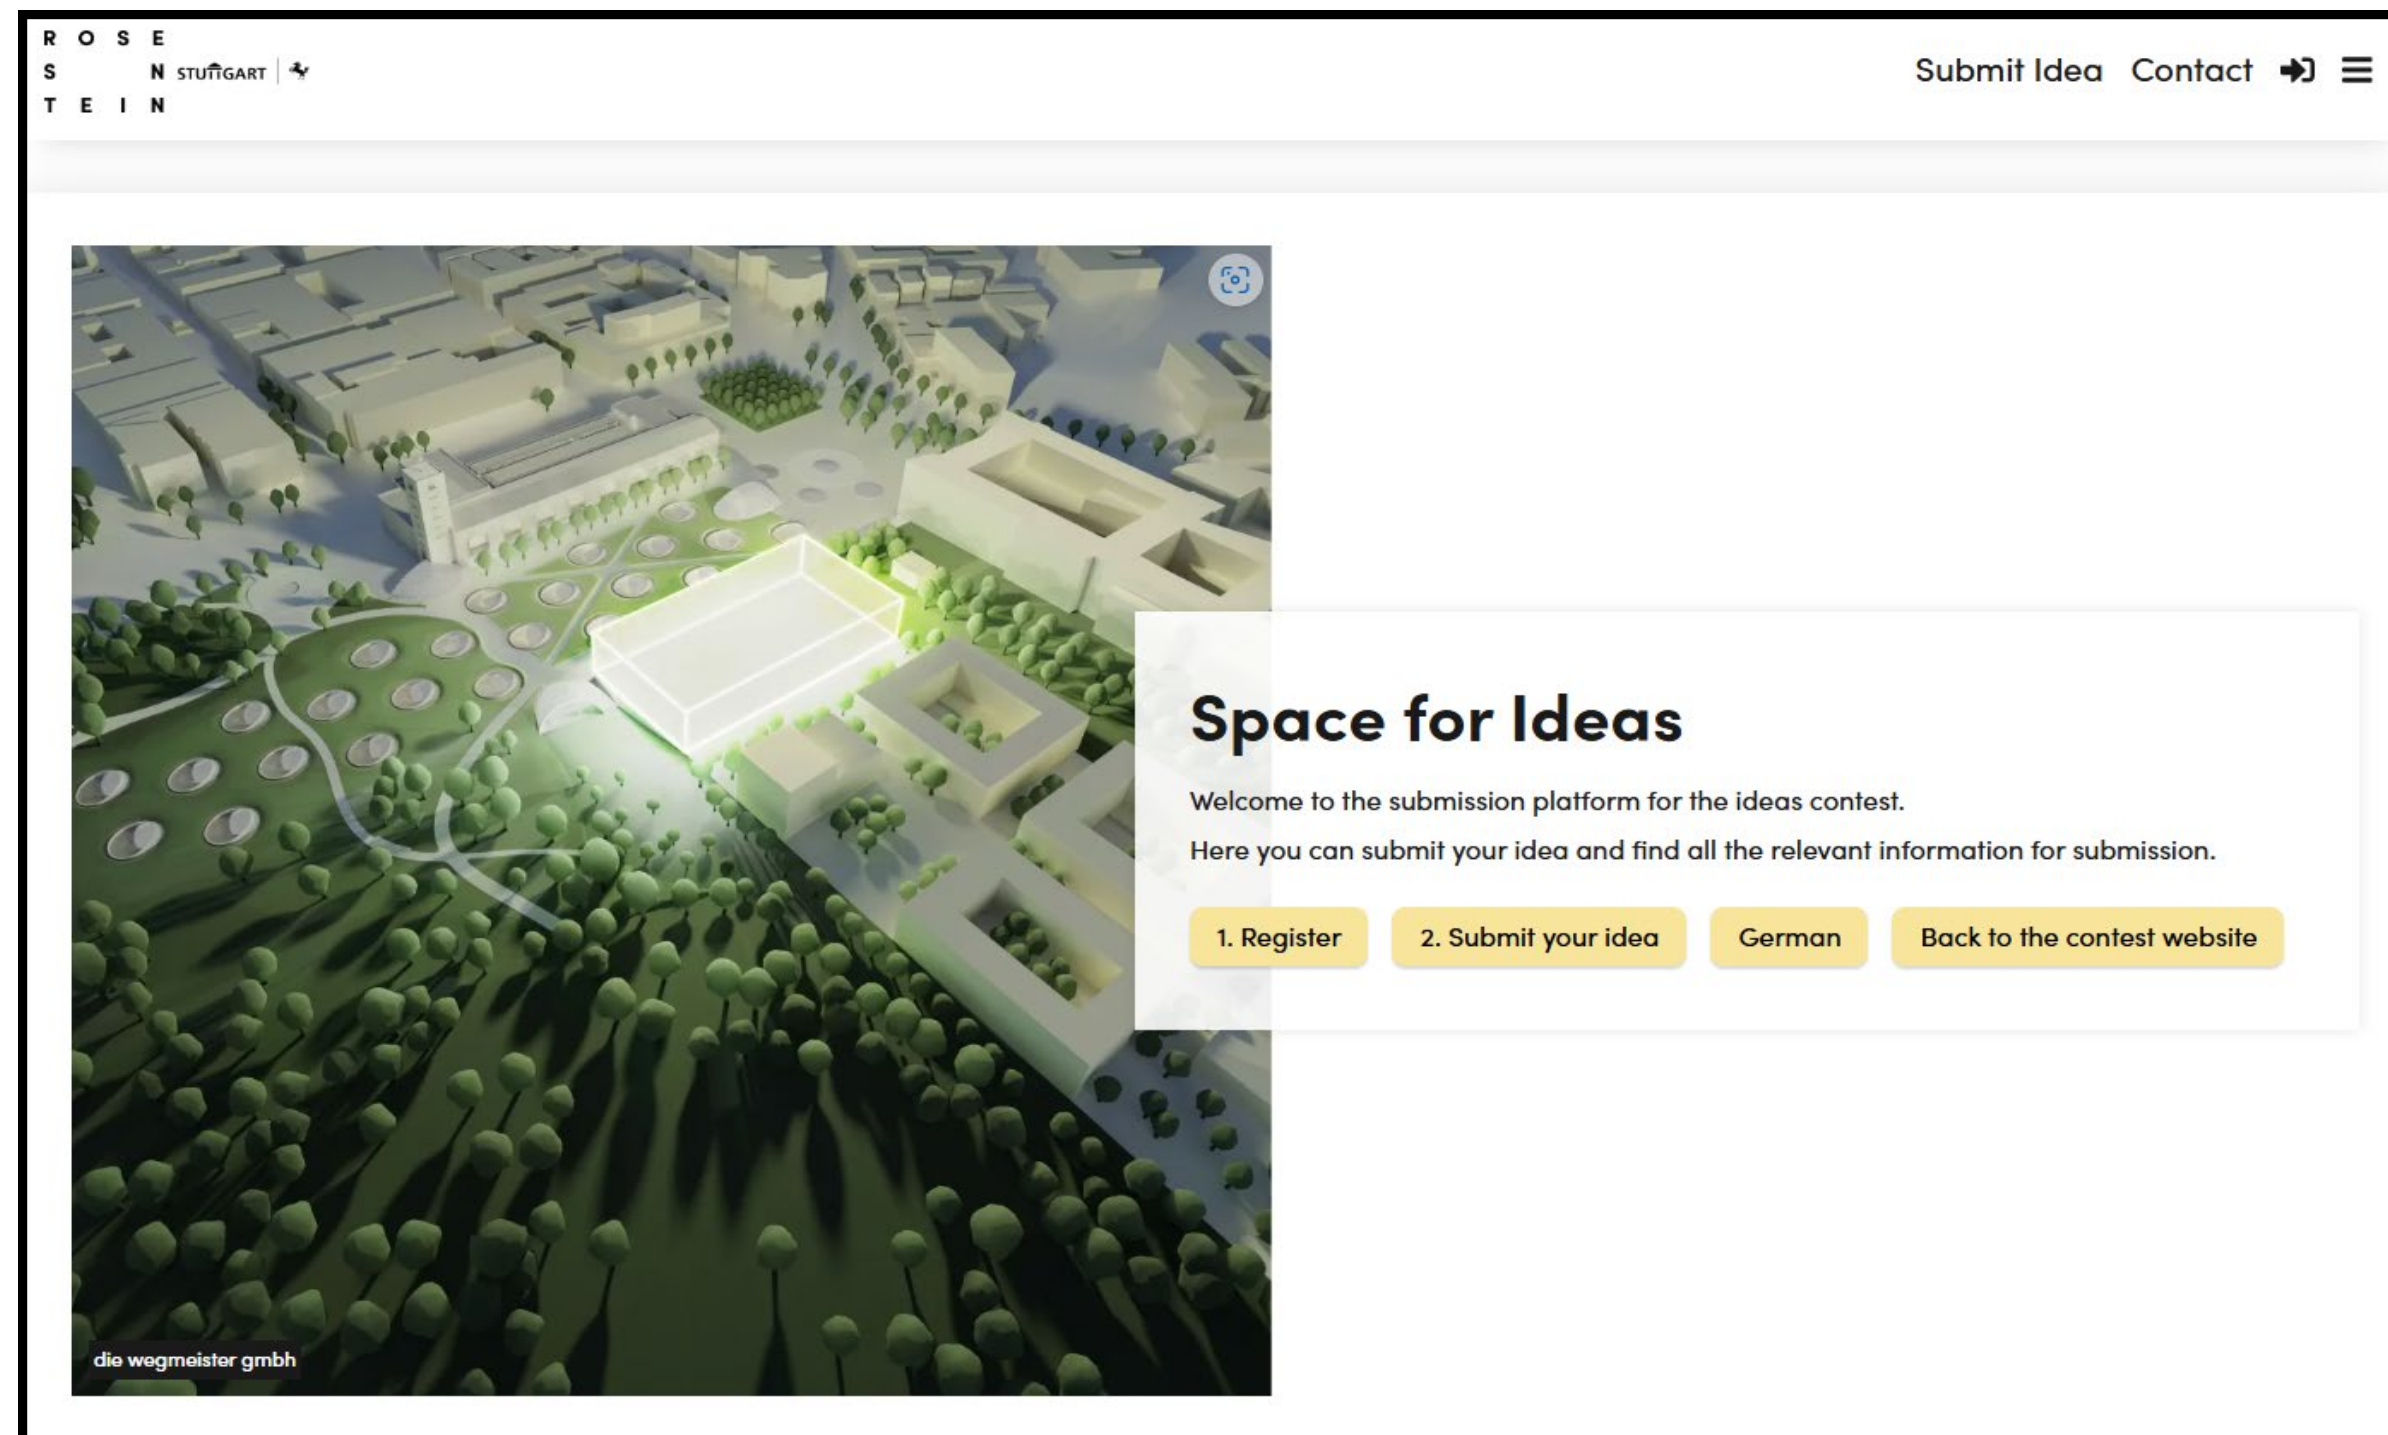 R O S E
S N STUTTGART
T E I N
Submit Idea Contact
Space for Ideas
Welcome to the submission platform for the ideas contest.
Here you can submit your idea and find all the relevant information for submission.
1. Register 2. Submit your idea German Back to the contest website
die wegmeister gmbh